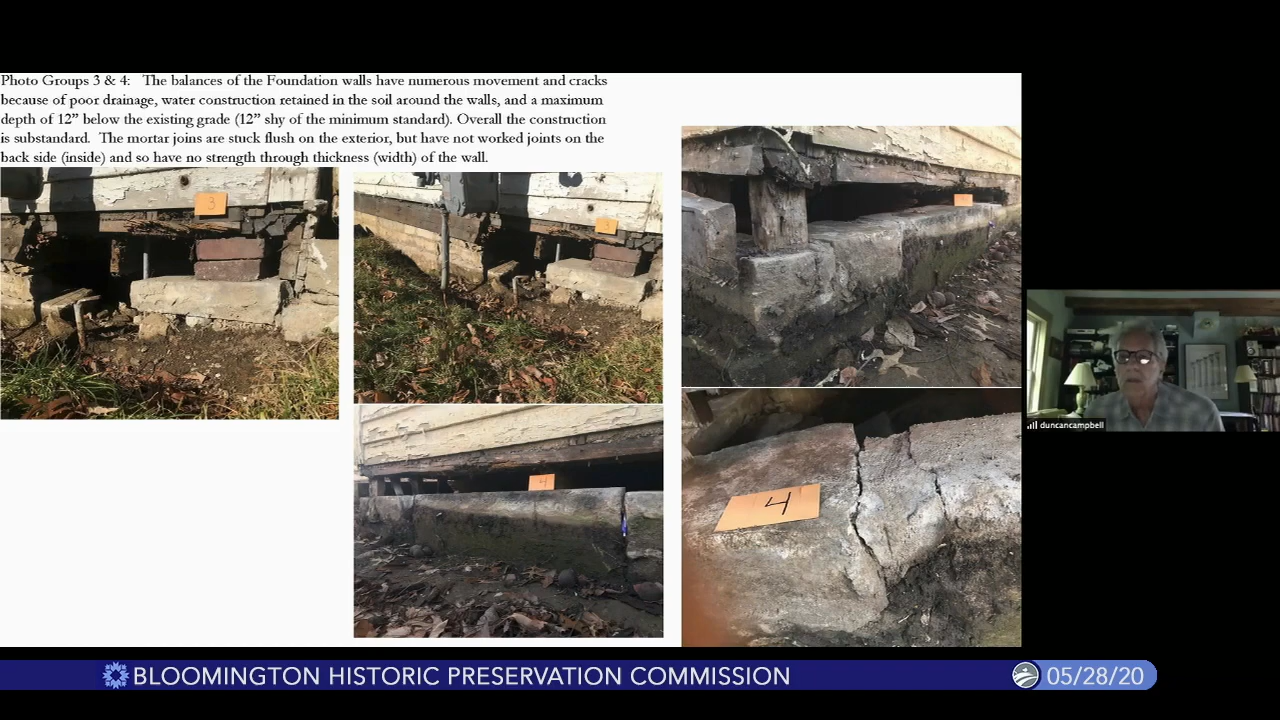 Photo Groups 3 & 4: The balances of the Foundation walls have numerous movement and cracks
because of poor drainage, water construction retained in the soil around the walls, and a maximum
depth of 12” below the existing grade (12” shy of the minimum standard). Overall the construction
is substandard. The mortar joins are stuck flush on the exterior, but have not worked joints on the
back side (inside) and so have no strength through thickness (width) of the wall.
3
4
4
duncancampbell
BLOOMINGTON HISTORIC PRESERVATION COMMISSION
05/28/20